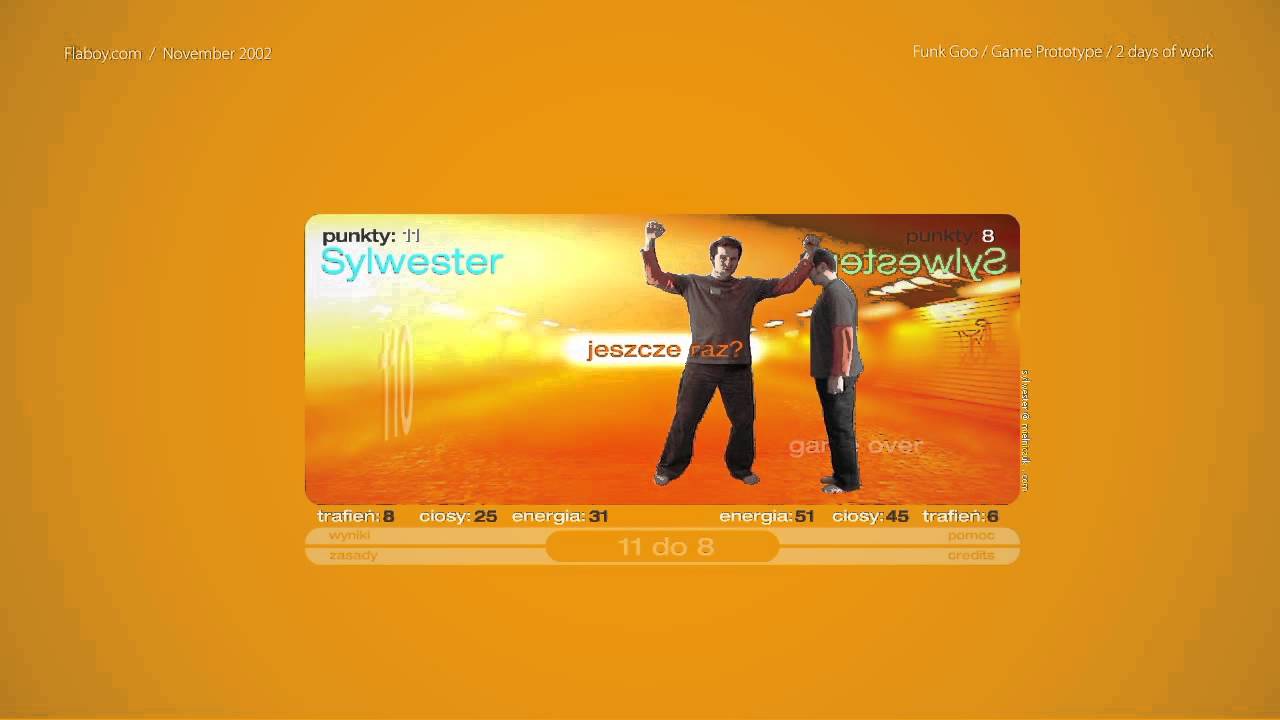 Flaboy.com / November 2002
Funk Goo / Game Prototype / 2 days of work
punkty: 11
punkty: 8
Sylwester
Sylwester
110
jeszcze raz?
game over
trafień: 8 ciosy: 25 energia: 31
energia: 51 ciosy: 45 trafień: 6
wyniki
pomoc
11 do 8
zasady
credits